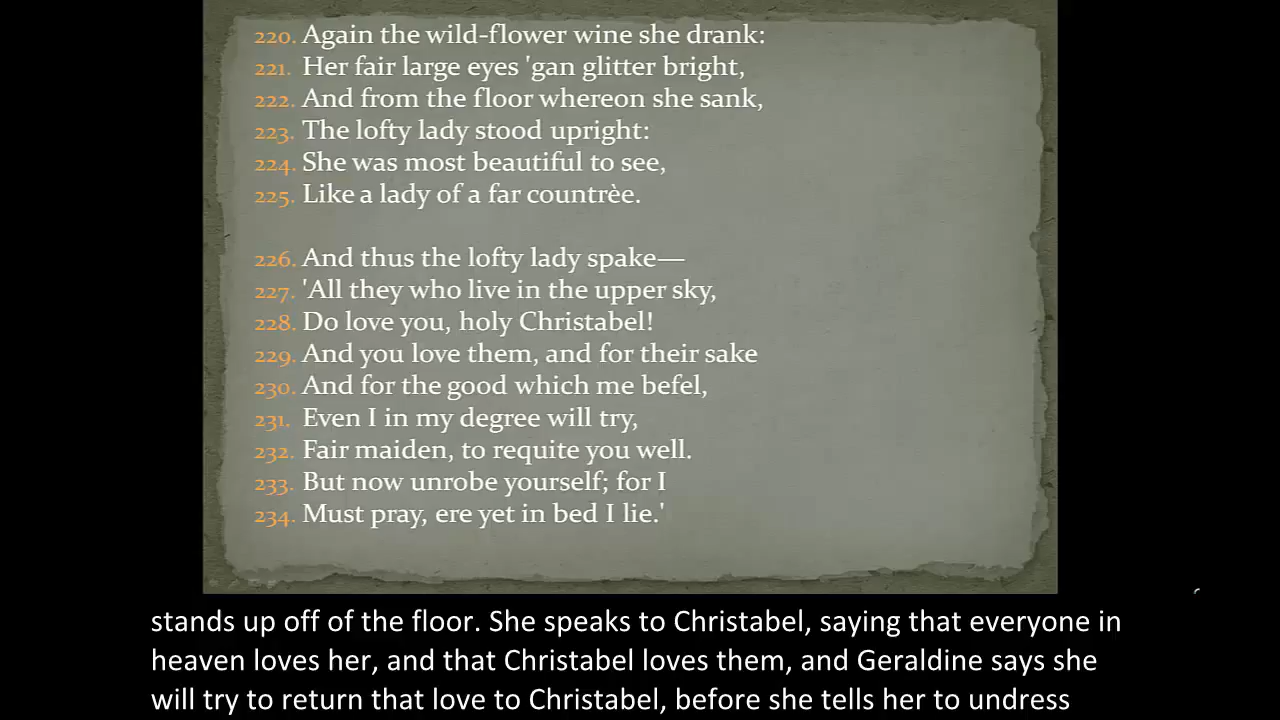 220. Again the wild-flower wine she drank:
221. Her fair large eyes 'gan glitter bright,
222. And from the floor whereon she sank,
223. The lofty lady stood upright:
224. She was most beautiful to see,
225. Like a lady of a far countrèe.
226. And thus the lofty lady spake—
227. 'All they who live in the upper sky,
228. Do love you, holy Christabel!
229. And you love them, and for their sake
230. And for the good which me befel,
231. Even I in my degree will try,
232. Fair maiden, to requite you well.
233. But now unrobe yourself; for I
234. Must pray, ere yet in bed I lie.'
stands up off of the floor. She speaks to Christabel, saying that everyone in
heaven loves her, and that Christabel loves them, and Geraldine says she
will try to return that love to Christabel, before she tells her to undress